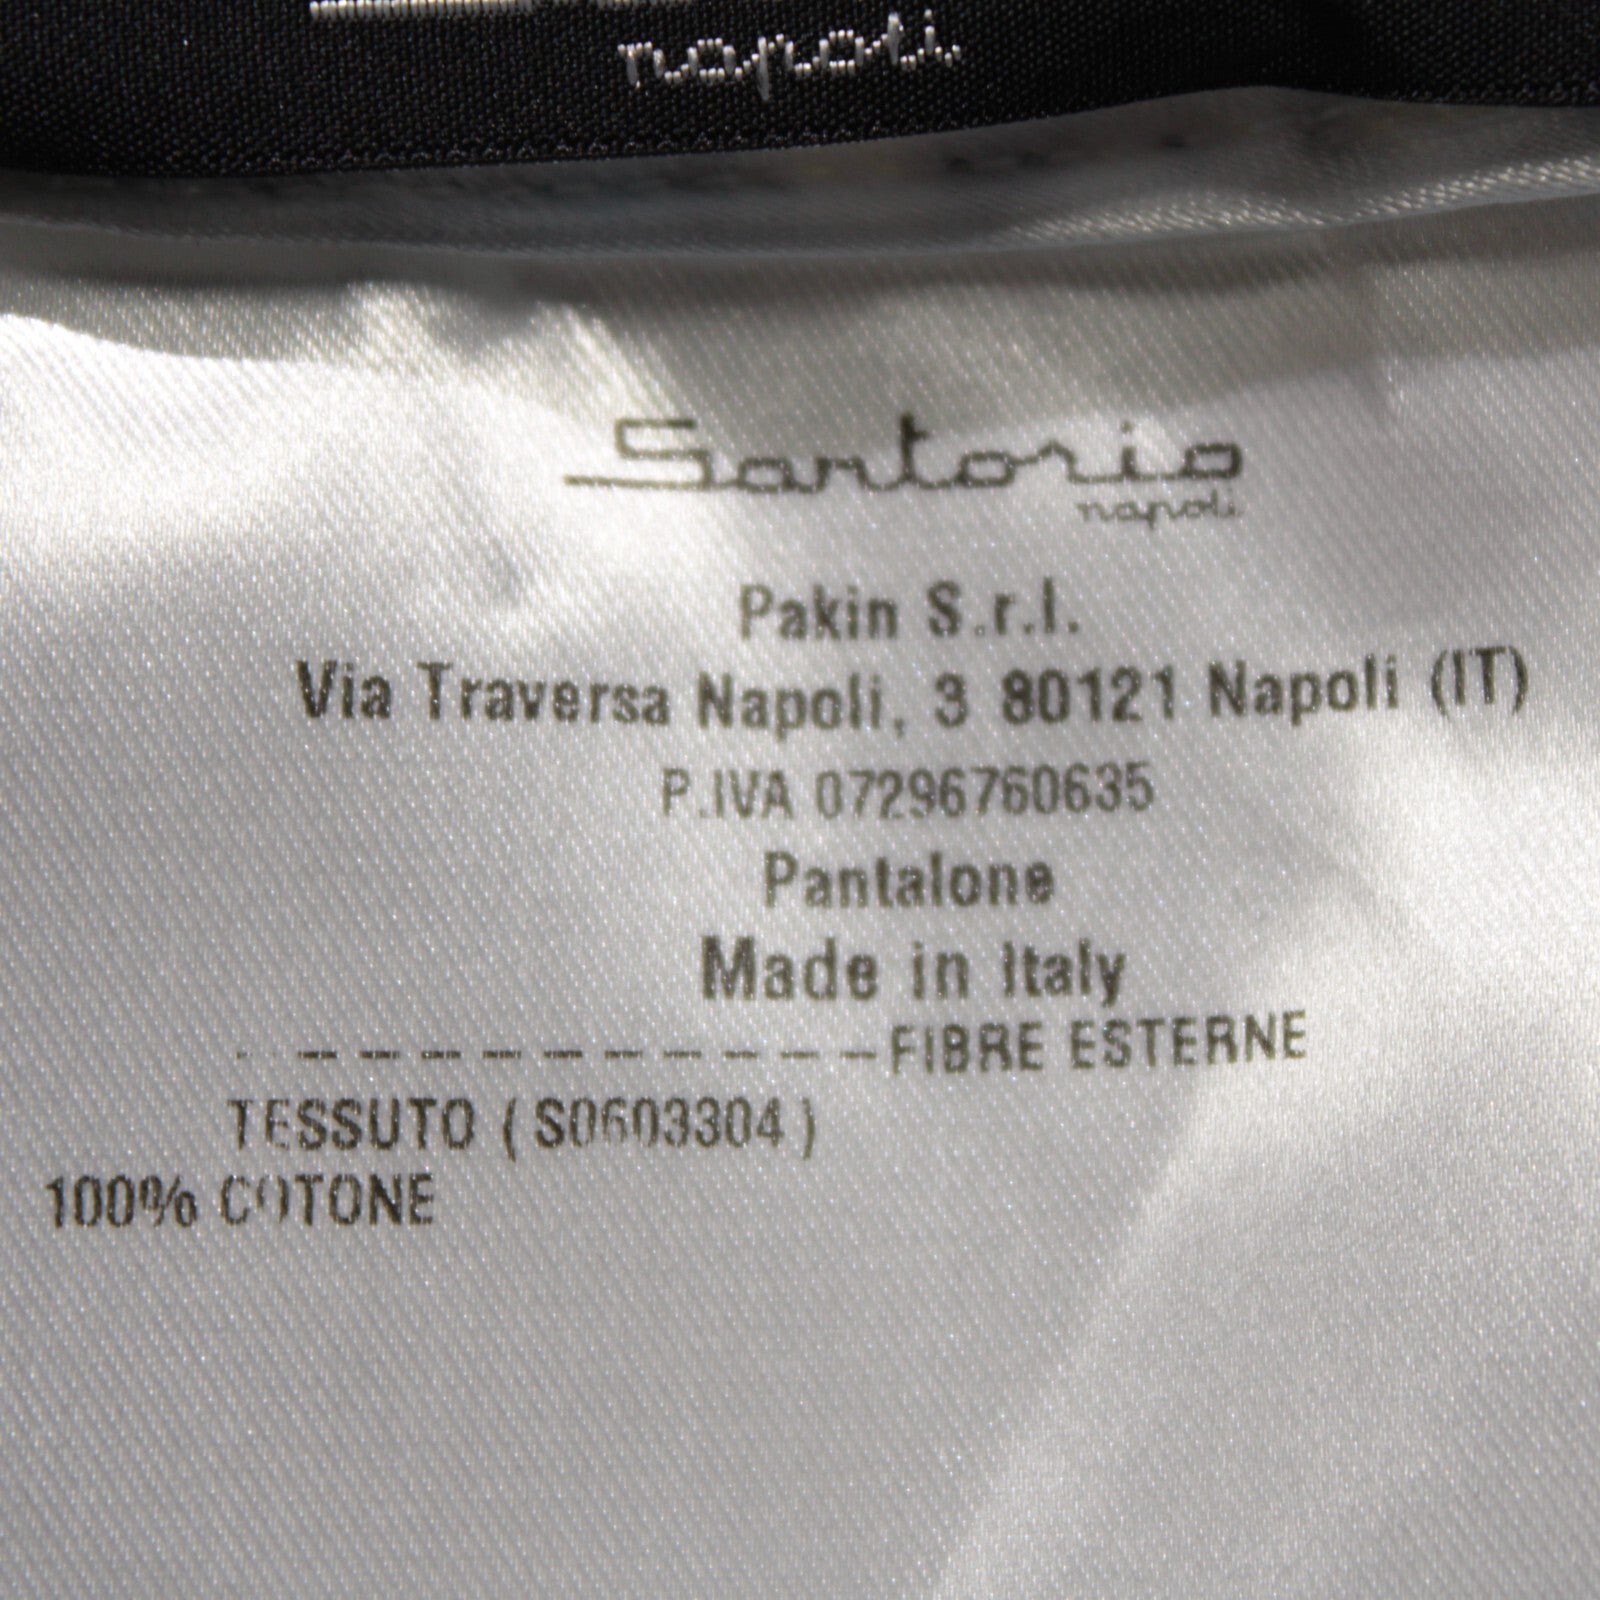 napoli
Sartorio
napoli
Pakin S.r.l.
Via Traversa Napoli, 3 80121 Napoli (IT)
P.IVA 07296760635
Pantalone
Made in Italy
- - - - - - - - - - - FIBRE ESTERNE
TESSUTO ( S0603304 )
100% COTONE